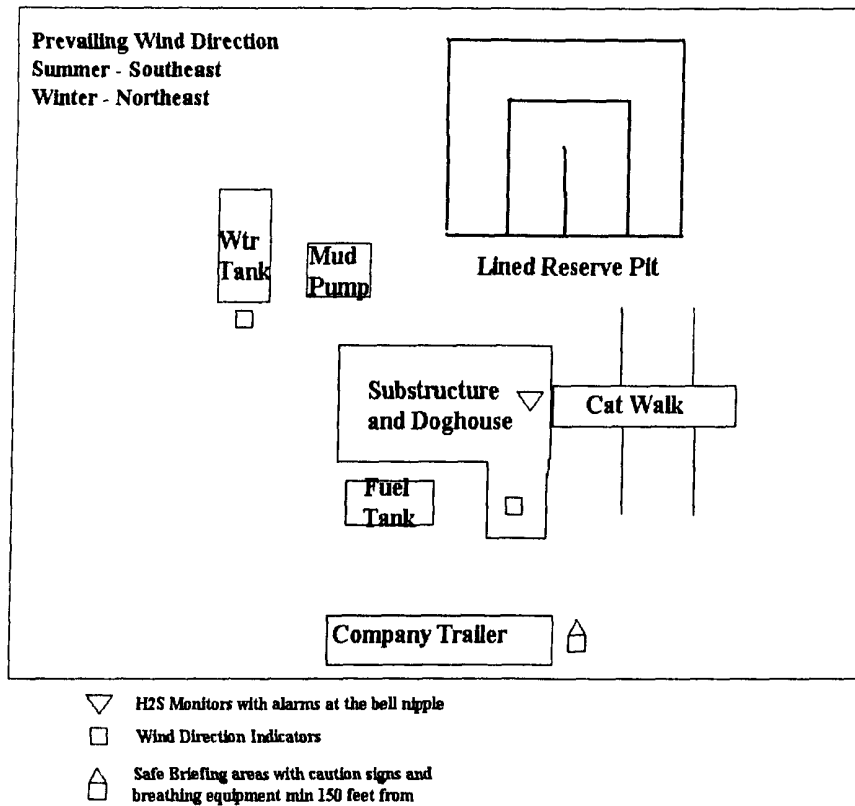 Prevailing Wind Direction
Summer - Southeast
Winter - Northeast
Wtr
Tank
Mud
Pump
Lined Reserve Pit
Substructure
and Doghouse
Cat Walk
Fuel
Tank
Company Trailer
H2S Monitors with alarms at the bell nipple
Wind Direction Indicators
Safe Briefing areas with caution signs and
breathing equipment min 150 feet from